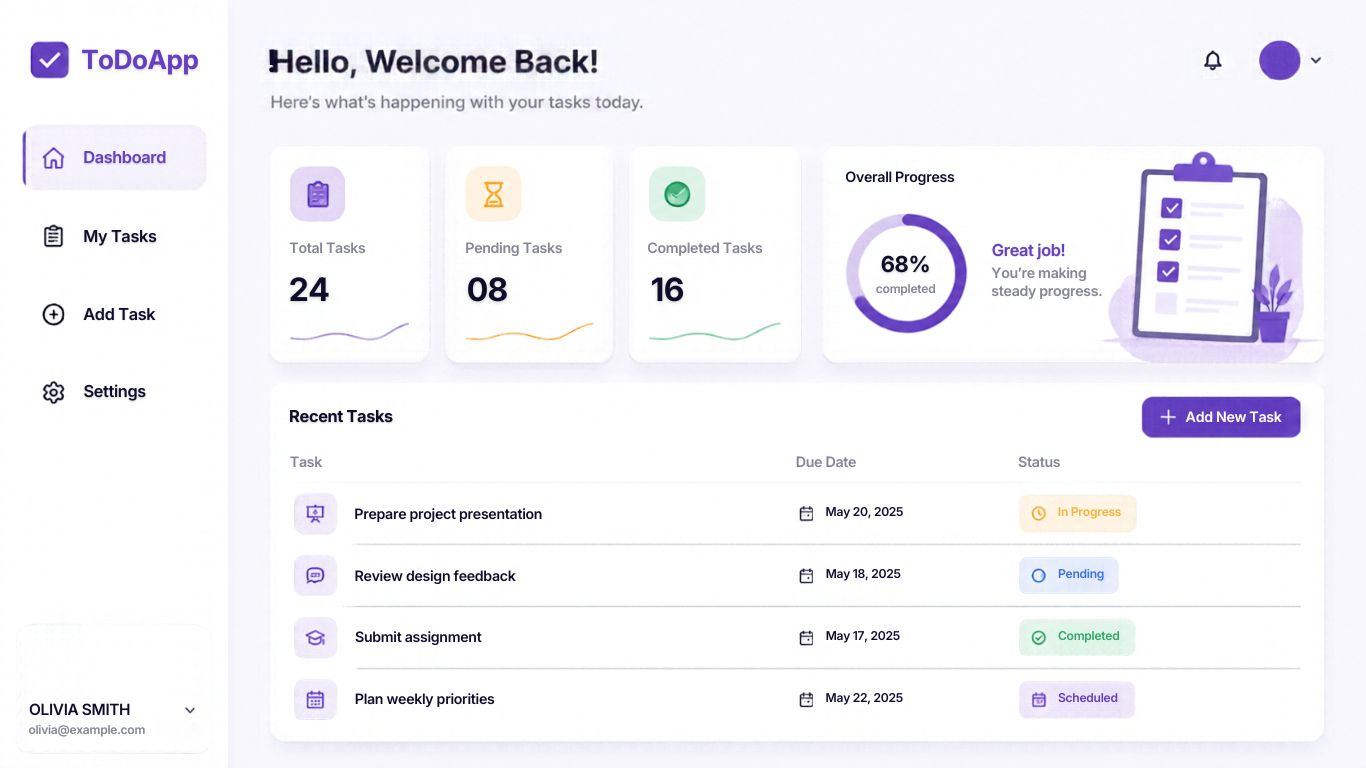 ToDoApp
Dashboard
My Tasks
Add Task
Settings
OLIVIA SMITH
olivia@example.com
Hello, Welcome Back!
Here's what's happening with your tasks today.
Total Tasks
24
Pending Tasks
08
Completed Tasks
16
Overall Progress
68%
completed
Great job!
You're making
steady progress.
Recent Tasks
Add New Task
Task Due Date Status
Prepare project presentation May 20, 2025 In Progress
Review design feedback May 18, 2025 Pending
Submit assignment May 17, 2025 Completed
Plan weekly priorities May 22, 2025 Scheduled